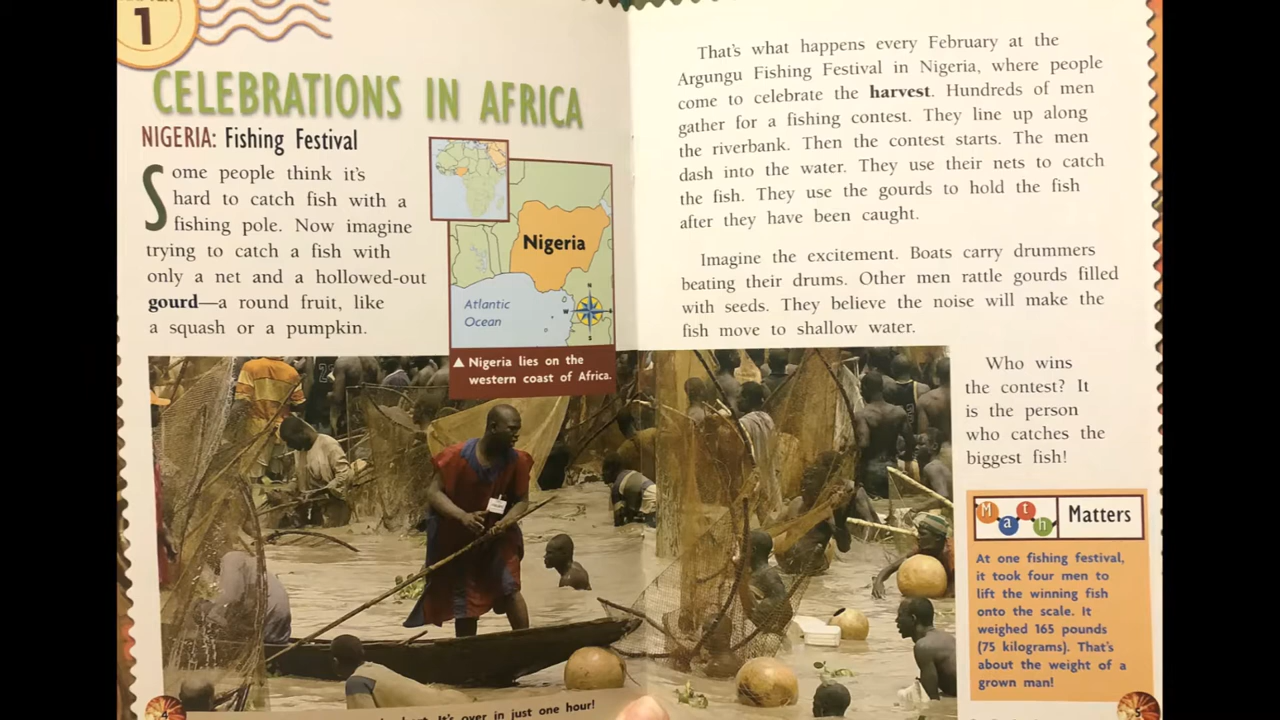 1
CELEBRATIONS IN AFRICA
NIGERIA: Fishing Festival
Some people think it's
hard to catch fish with a
fishing pole. Now imagine
trying to catch a fish with
only a net and a hollowed-out
gourd—a round fruit, like
a squash or a pumpkin.
Nigeria
Atlantic
Ocean
N
W
S
▲ Nigeria lies on the
western coast of Africa.
It's over in just one hour!
4
That's what happens every February at the
Argungu Fishing Festival in Nigeria, where people
come to celebrate the harvest. Hundreds of men
gather for a fishing contest. They line up along
the riverbank. Then the contest starts. The men
dash into the water. They use their nets to catch
the fish. They use the gourds to hold the fish
after they have been caught.
Imagine the excitement. Boats carry drummers
beating their drums. Other men rattle gourds filled
with seeds. They believe the noise will make the
fish move to shallow water.
Who wins
the contest? It
is the person
who catches the
biggest fish!
Math Matters
At one fishing festival,
it took four men to
lift the winning fish
onto the scale. It
weighed 165 pounds
(75 kilograms). That's
about the weight of a
grown man!
5